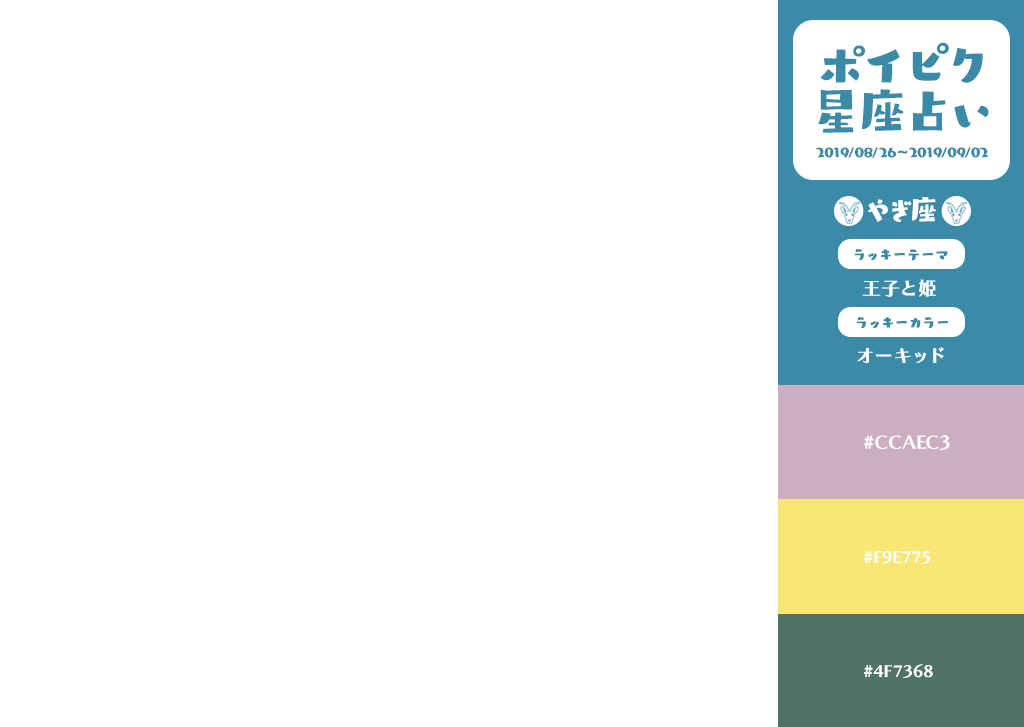 ポイピク
星座占い
2019/08/26~2019/09/02
やぎ座
ラッキーテーマ
王子と姫
ラッキーカラー
オーキッド
#CCAEC3
#F9E775
#4F7368